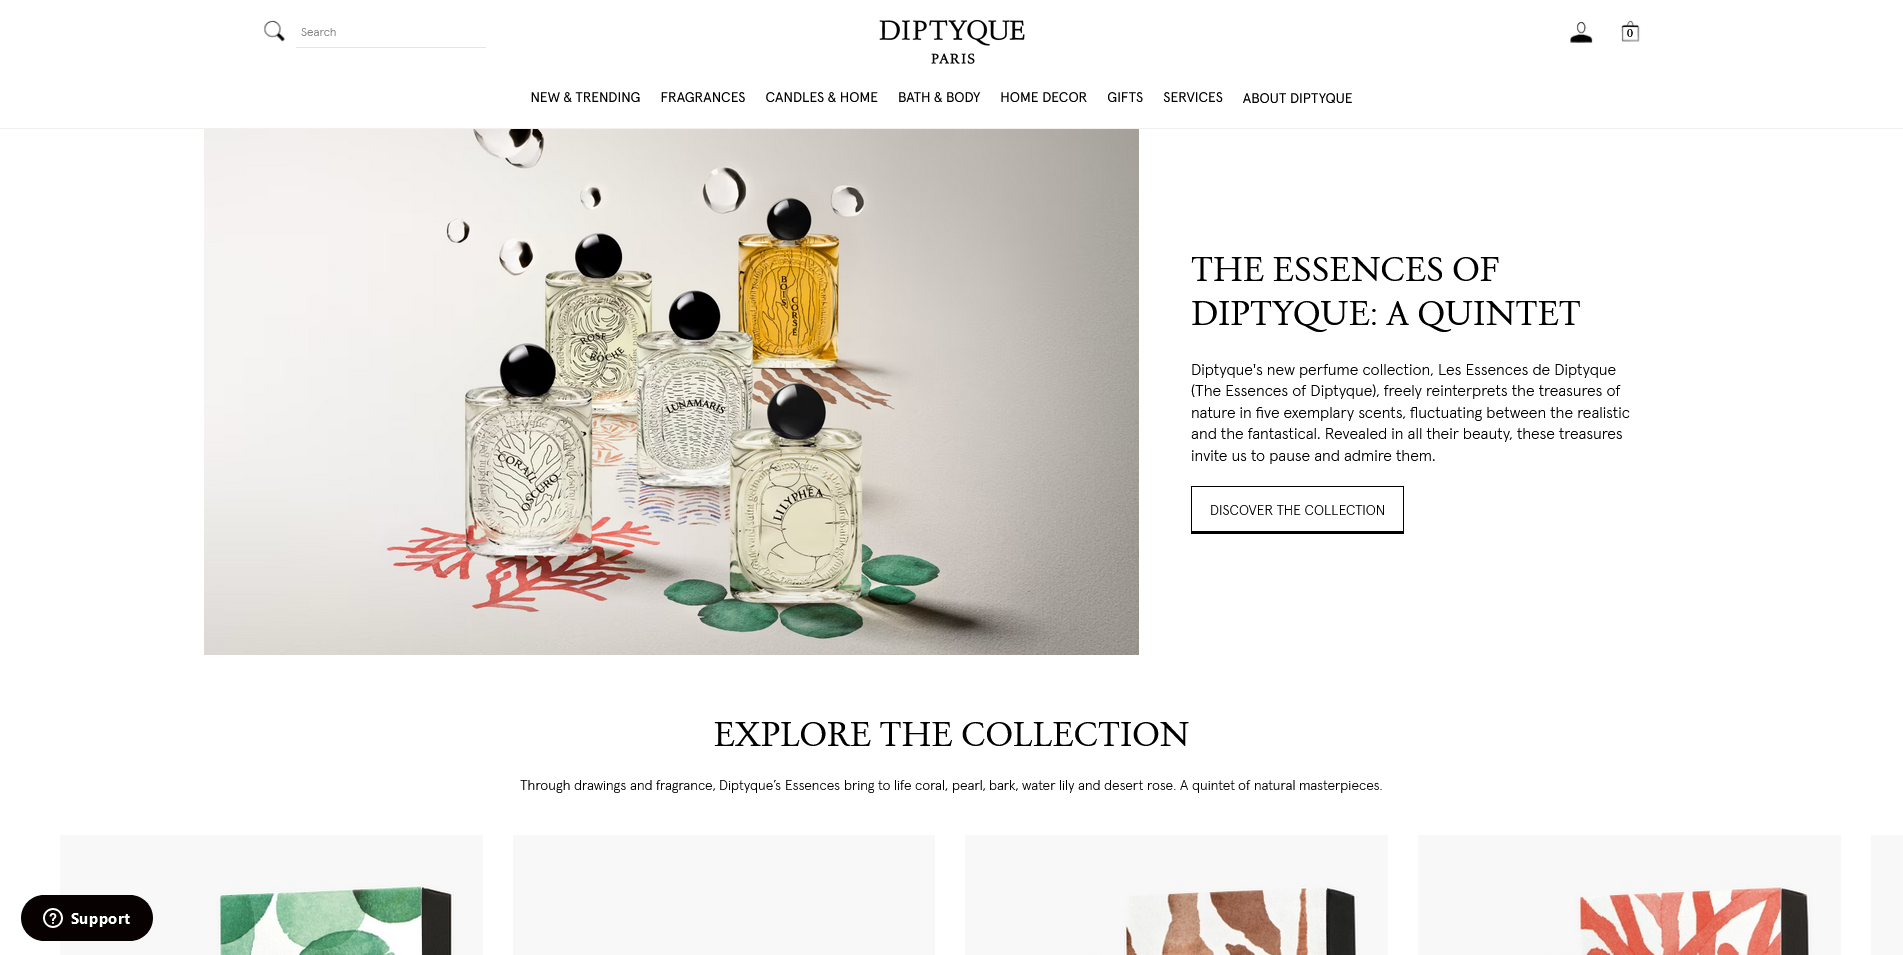 Search
DIPTYQUE
PARIS
0
NEW & TRENDING FRAGRANCES CANDLES & HOME BATH & BODY HOME DECOR GIFTS SERVICES ABOUT DIPTYQUE
BOIS
CORSE
ROSE
ROCHE
LUNAMARIS
CORAIL
OSCURO
LILYPHÉA
THE ESSENCES OF
DIPTYQUE: A QUINTET
Diptyque's new perfume collection, Les Essences de Diptyque
(The Essences of Diptyque), freely reinterprets the treasures of
nature in five exemplary scents, fluctuating between the realistic
and the fantastical. Revealed in all their beauty, these treasures
invite us to pause and admire them.
DISCOVER THE COLLECTION
EXPLORE THE COLLECTION
Through drawings and fragrance, Diptyque’s Essences bring to life coral, pearl, bark, water lily and desert rose. A quintet of natural masterpieces.
Support